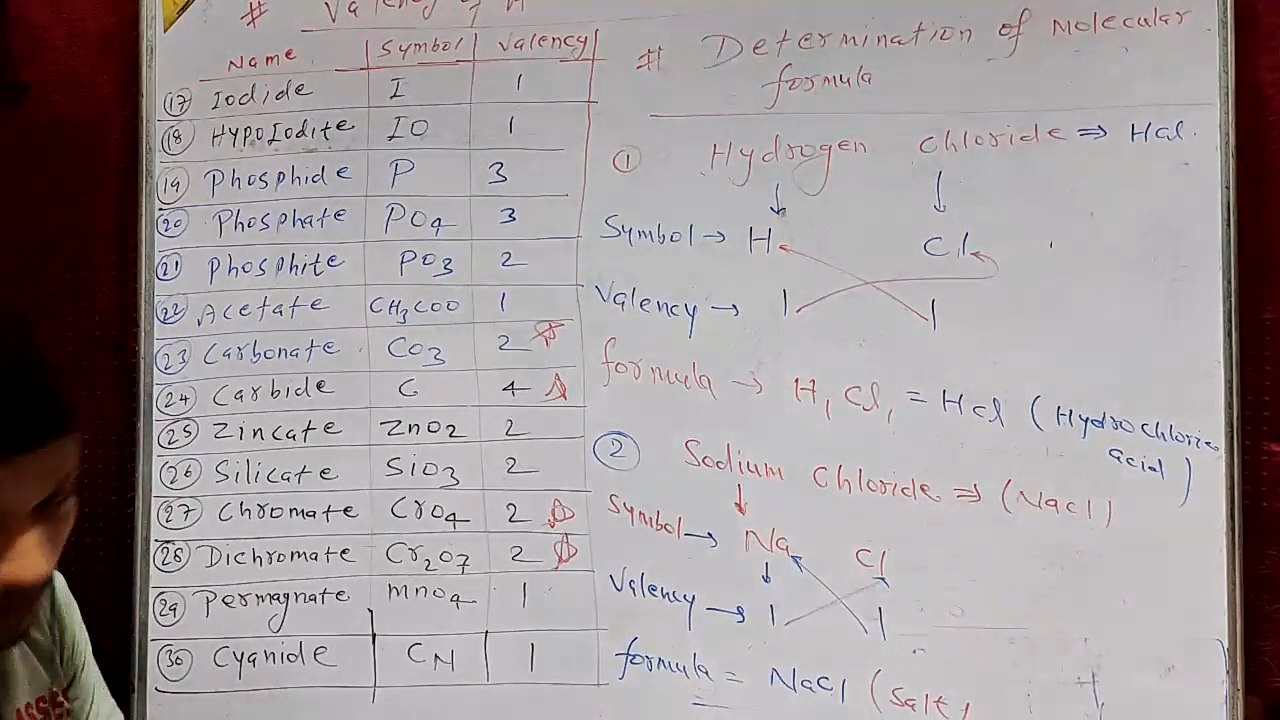 # Valency of
Name Symbol Valency
(17) Iodide I 1
(18) HypoIodite IO 1
(19) Phosphide P 3
(20) Phosphate PO4 3
(21) Phosphite PO3 2
(22) Acetate CH3COO 1
(23) Carbonate CO3 2
(24) Carbide C 4
(25) Zincate ZnO2 2
(26) Silicate SiO3 2
(27) Chromate CrO4 2
(28) Dichromate Cr2O7 2
(29) Permagnate MnO4 1
(30) Cyanide CN 1
# Determination of Molecular
formula
(1) Hydrogen Chloride ⇒ HCl.
Symbol → H Cl
Valency → 1 1
formula → H1 Cl1 = HCl (Hydrochloric
acid)
(2) Sodium Chloride ⇒ (NaCl)
Symbol → Na Cl
Valency → 1 1
formula = NaCl (Salt)